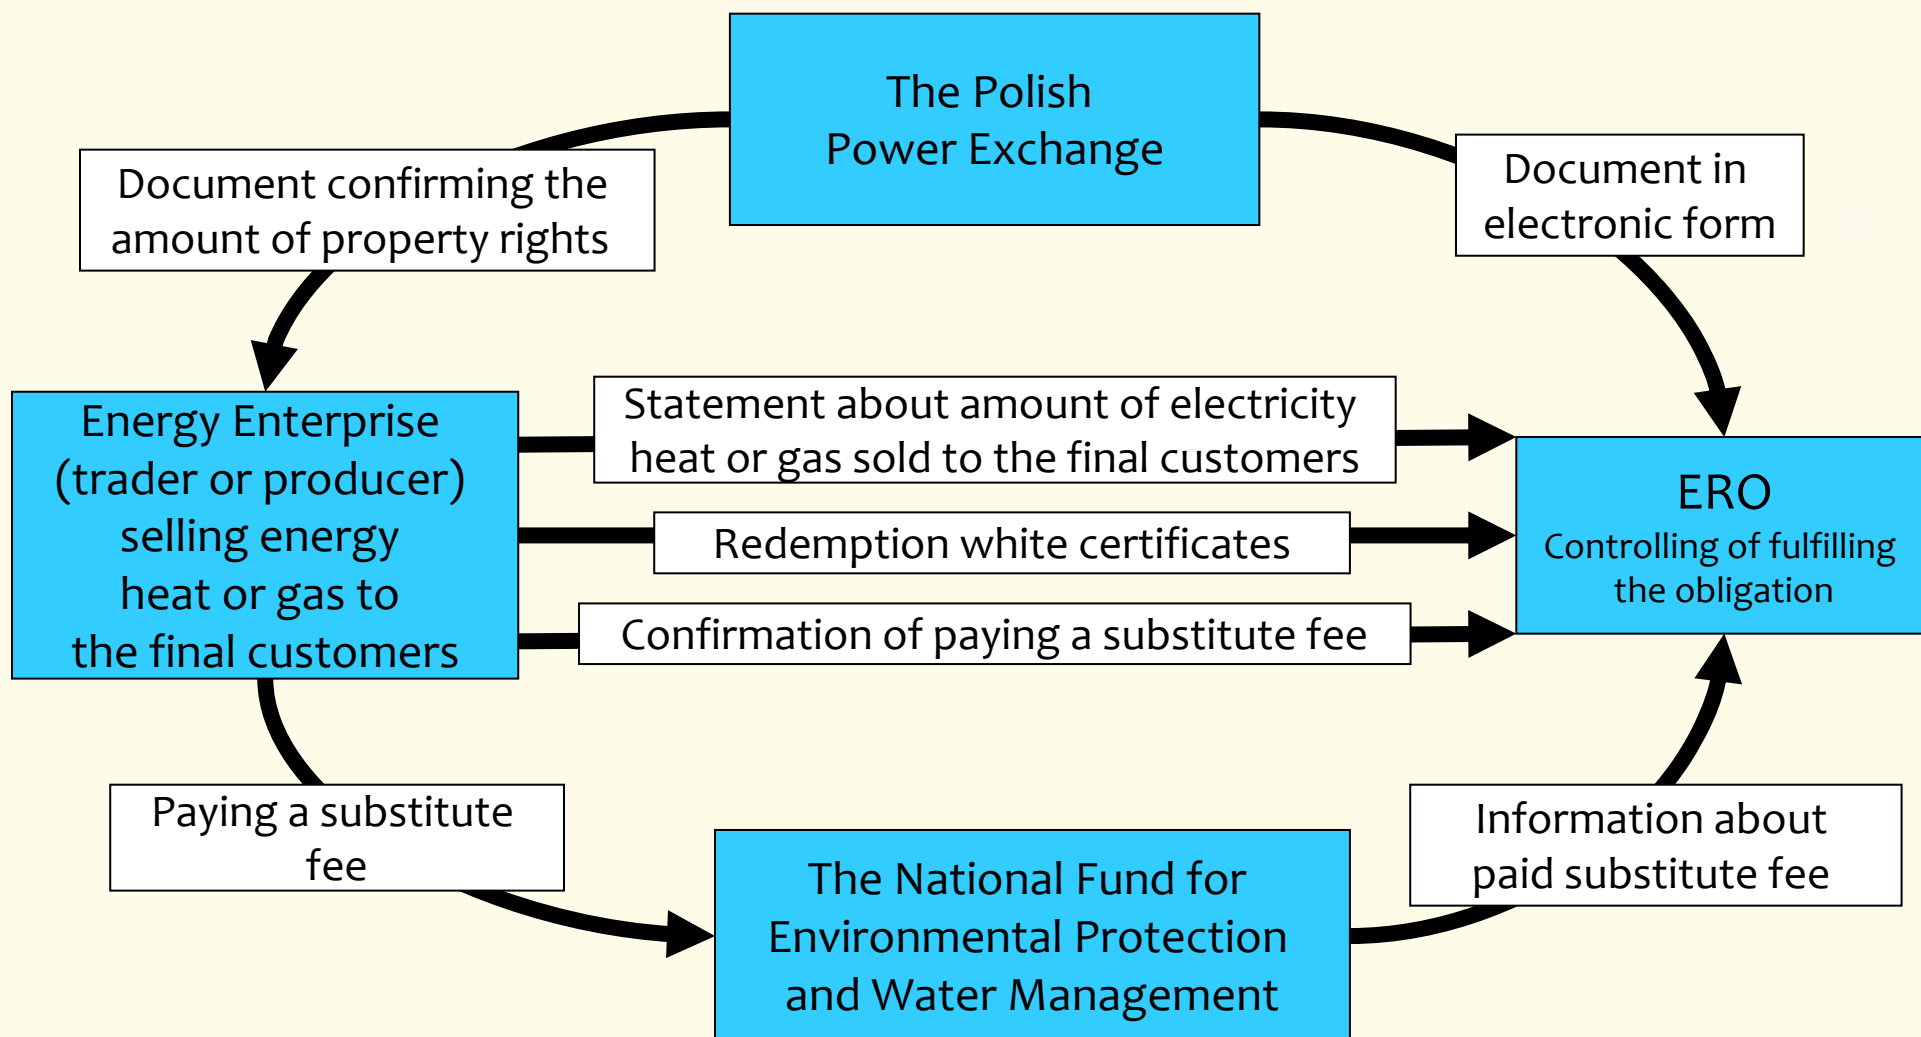 The Polish
Power Exchange
Document confirming the
amount of property rights
Document in
electronic form
Energy Enterprise
(trader or producer)
selling energy
heat or gas to
the final customers
Statement about amount of electricity
heat or gas sold to the final customers
Redemption white certificates
Confirmation of paying a substitute fee
ERO
Controlling of fulfilling
the obligation
Paying a substitute
fee
The National Fund for
Environmental Protection
and Water Management
Information about
paid substitute fee